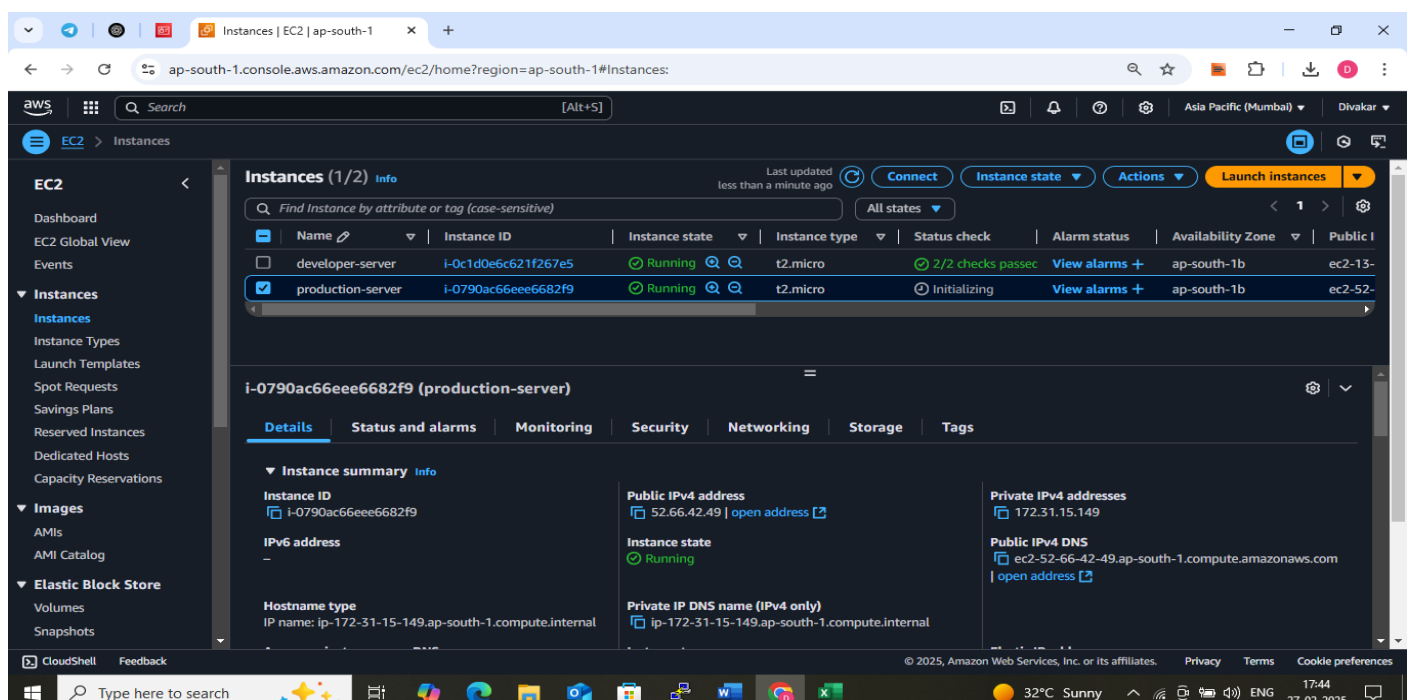 Instances | EC2 | ap-south-1
ap-south-1.console.aws.amazon.com/ec2/home?region=ap-south-1#Instances:
aws Search [Alt+S] Asia Pacific (Mumbai) Divakar
EC2 > Instances
EC2
Dashboard
EC2 Global View
Events
Instances
Instances
Instance Types
Launch Templates
Spot Requests
Savings Plans
Reserved Instances
Dedicated Hosts
Capacity Reservations
Images
AMIs
AMI Catalog
Elastic Block Store
Volumes
Snapshots
Instances (1/2) Info
Last updated
less than a minute ago
Connect Instance state Actions Launch instances
Find Instance by attribute or tag (case-sensitive) All states 1
Name Instance ID Instance state Instance type Status check Alarm status Availability Zone Public I
developer-server i-0c1d0e6c621f267e5 Running t2.micro 2/2 checks passec View alarms + ap-south-1b ec2-13-
production-server i-0790ac66eee6682f9 Running t2.micro Initializing View alarms + ap-south-1b ec2-52-
i-0790ac66eee6682f9 (production-server)
Details Status and alarms Monitoring Security Networking Storage Tags
Instance summary Info
Instance ID
i-0790ac66eee6682f9
Public IPv4 address
52.66.42.49 | open address
Private IPv4 addresses
172.31.15.149
IPv6 address
–
Instance state
Running
Public IPv4 DNS
ec2-52-66-42-49.ap-south-1.compute.amazonaws.com
| open address
Hostname type
IP name: ip-172-31-15-149.ap-south-1.compute.internal
Private IP DNS name (IPv4 only)
ip-172-31-15-149.ap-south-1.compute.internal
CloudShell Feedback © 2025, Amazon Web Services, Inc. or its affiliates. Privacy Terms Cookie preferences
Type here to search 32°C Sunny ENG 17:44